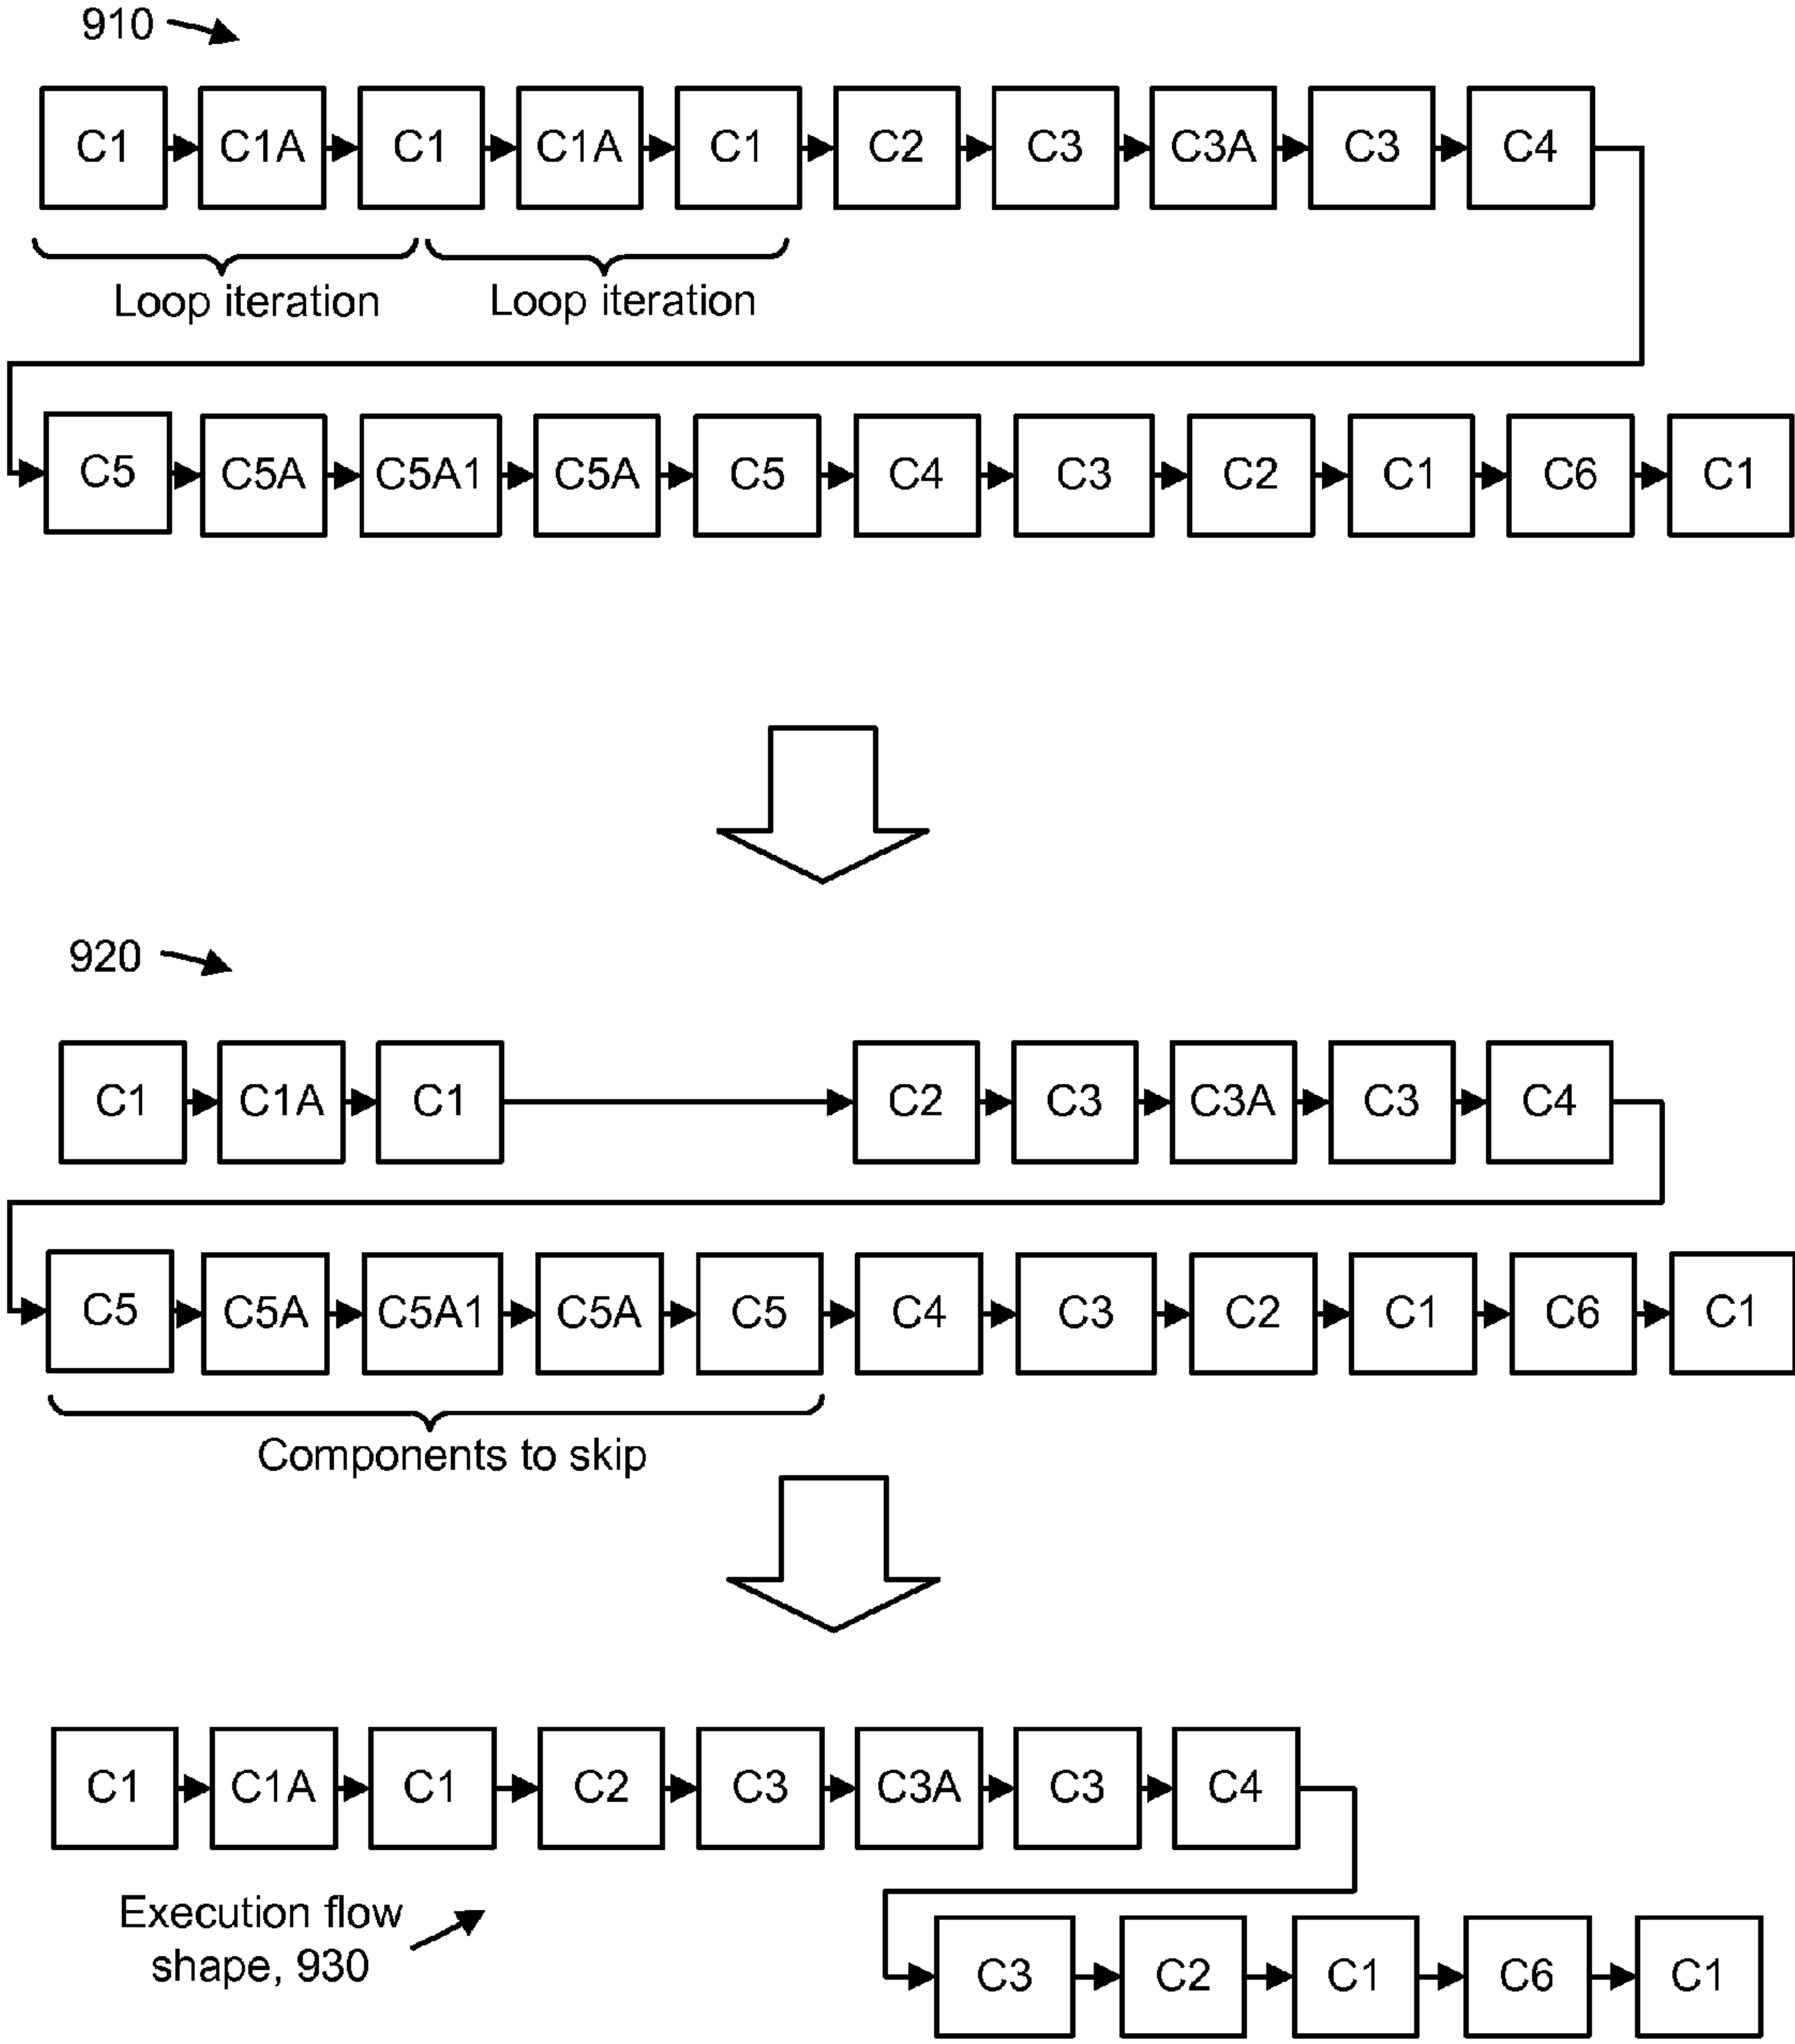 910
C1 C1A C1 C1A C1 C2 C3 C3A C3 C4
Loop iteration Loop iteration
C5 C5A C5A1 C5A C5 C4 C3 C2 C1 C6 C1
920
C1 C1A C1 C2 C3 C3A C3 C4
C5 C5A C5A1 C5A C5 C4 C3 C2 C1 C6 C1
Components to skip
C1 C1A C1 C2 C3 C3A C3 C4
Execution flow
shape, 930
C3 C2 C1 C6 C1